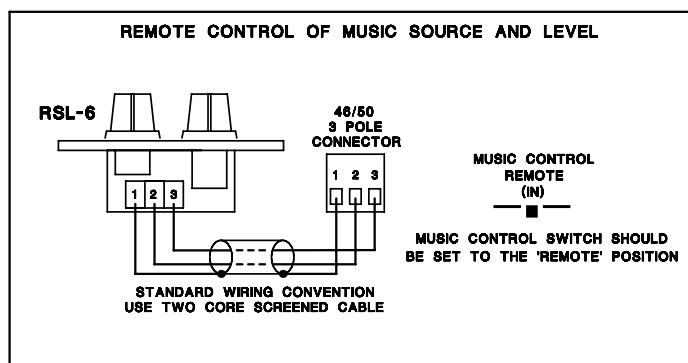 REMOTE CONTROL OF MUSIC SOURCE AND LEVEL
RSL-6
46/50
3 POLE
CONNECTOR
1 2 3
1 2 3
MUSIC CONTROL
REMOTE
(IN)
MUSIC CONTROL SWITCH SHOULD
BE SET TO THE 'REMOTE' POSITION
STANDARD WIRING CONVENTION
USE TWO CORE SCREENED CABLE